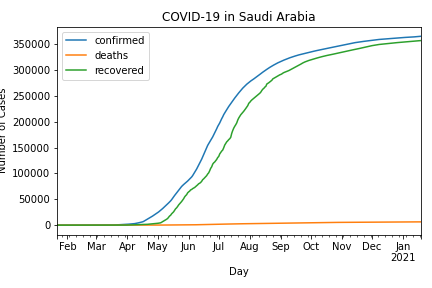 COVID-19 in Saudi Arabia
confirmed
deaths
recovered
350000
300000
250000
200000
150000
100000
50000
0
Number of Cases
Feb Mar Apr May Jun Jul Aug Sep Oct Nov Dec Jan
2021
Day